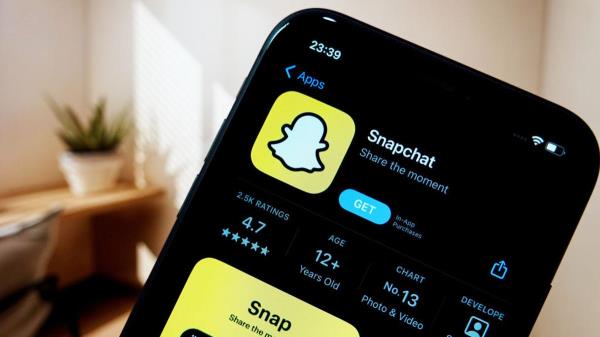 23:39
Apps
Snapchat
Share the moment
GET
In-App
Purchases
2.5K RATINGS
4.7
AGE
12+
Years Old
CHART
No.13
Photo & Video
DEVELOPE
Snap
Share the m